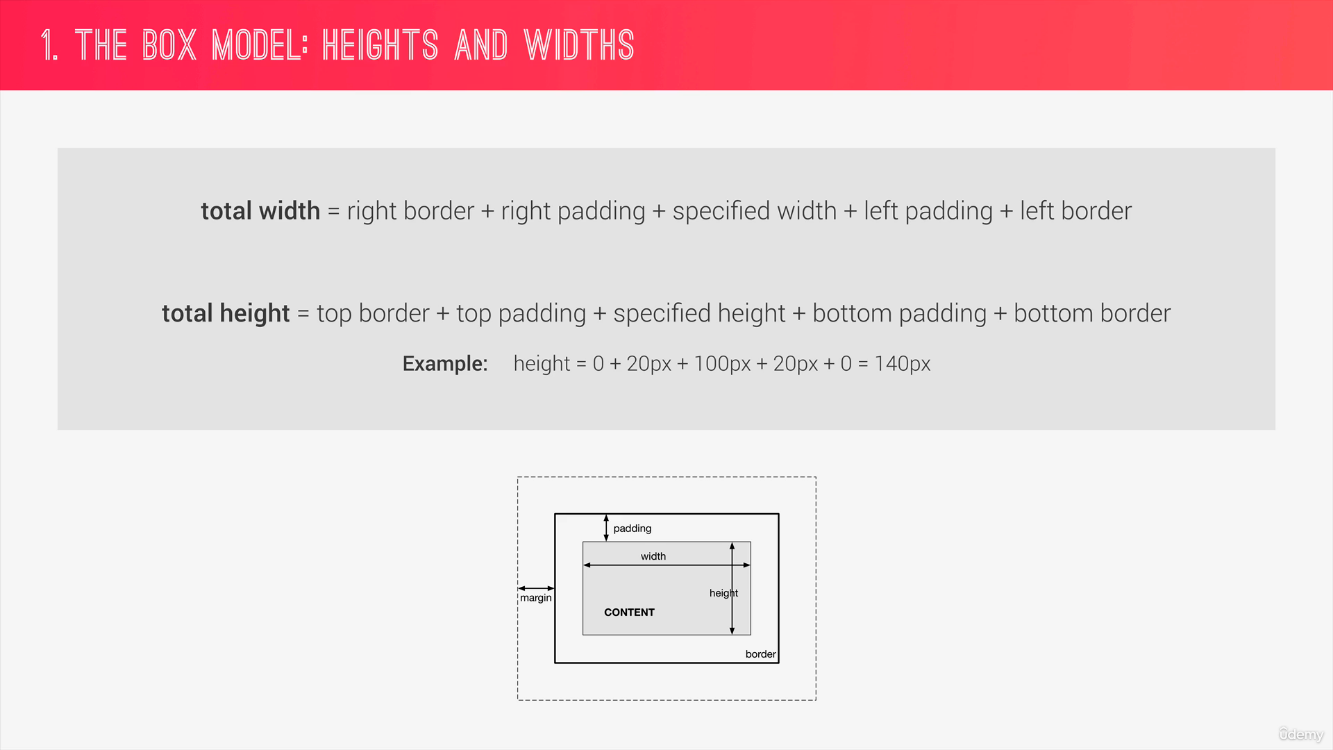 1. THE BOX MODEL: HEIGHTS AND WIDTHS
total width = right border + right padding + specified width + left padding + left border
total height = top border + top padding + specified height + bottom padding + bottom border
Example: height = 0 + 20px + 100px + 20px + 0 = 140px
padding
width
height
margin
CONTENT
border
ûdemy